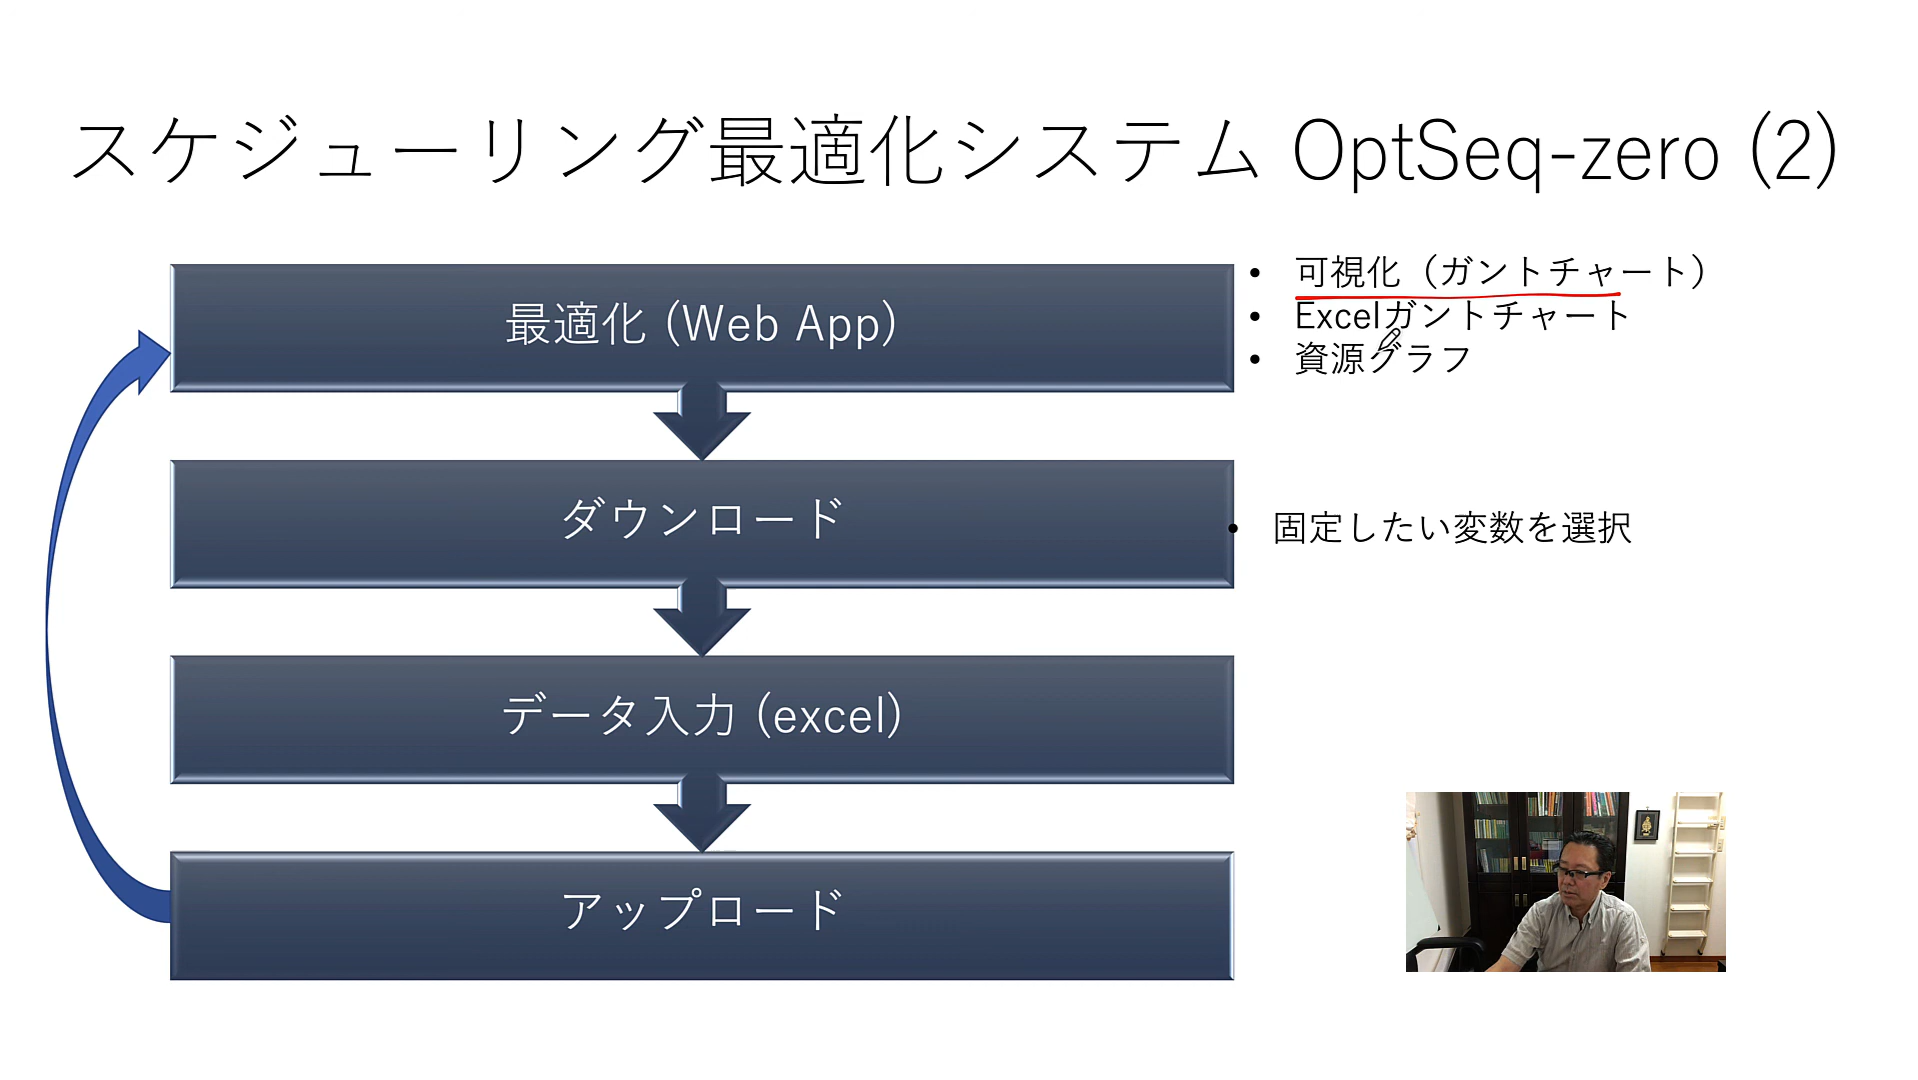 スケジューリング最適化システム OptSeq-zero (2)
最適化 (Web App)
• 可視化（ガントチャート）
• Excelガントチャート
• 資源グラフ
ダウンロード
• 固定したい変数を選択
データ入力 (excel)
アップロード